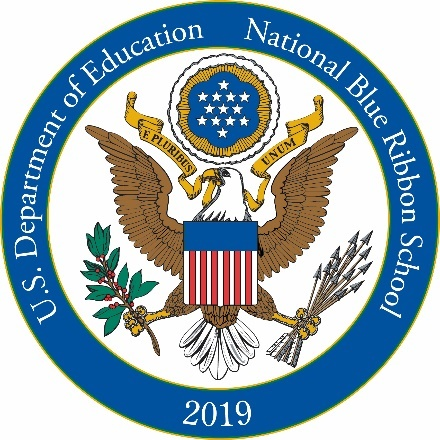 U.S. Department of Education
National Blue Ribbon School
E PLURIBUS
UNUM
2019